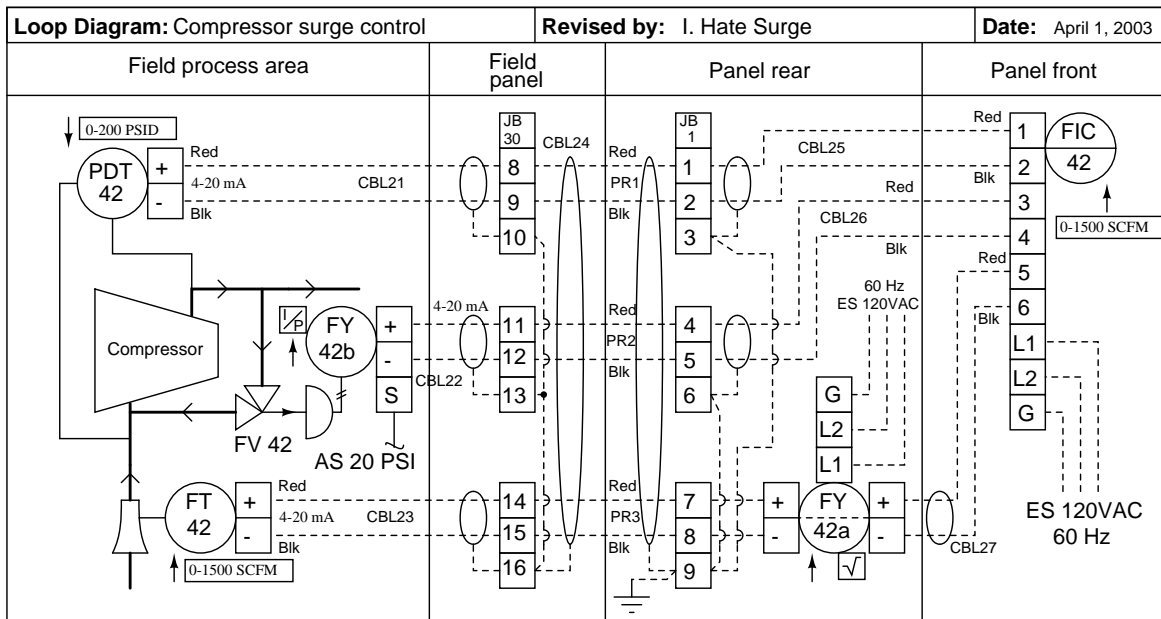 Loop Diagram: Compressor surge control
Revised by: I. Hate Surge
Date: April 1, 2003
Field process area
Field panel
Panel rear
Panel front
0-200 PSID
PDT 42
+
-
Red
4-20 mA
Blk
CBL21
JB 30
8
9
10
CBL24
Red
PR1
Blk
JB 1
1
2
3
CBL25
Red
Blk
Red
CBL26
Blk
Red
Blk
1
2
3
4
5
6
L1
L2
G
FIC 42
0-1500 SCFM
Compressor
I/P
FY 42b
+
-
S
4-20 mA
CBL22
AS 20 PSI
FV 42
11
12
13
Red
PR2
Blk
4
5
6
60 Hz
ES 120VAC
G
L2
L1
FT 42
+
-
Red
4-20 mA
Blk
CBL23
0-1500 SCFM
14
15
16
Red
PR3
Blk
7
8
9
+
-
FY 42a
+
-
√
CBL27
ES 120VAC
60 Hz